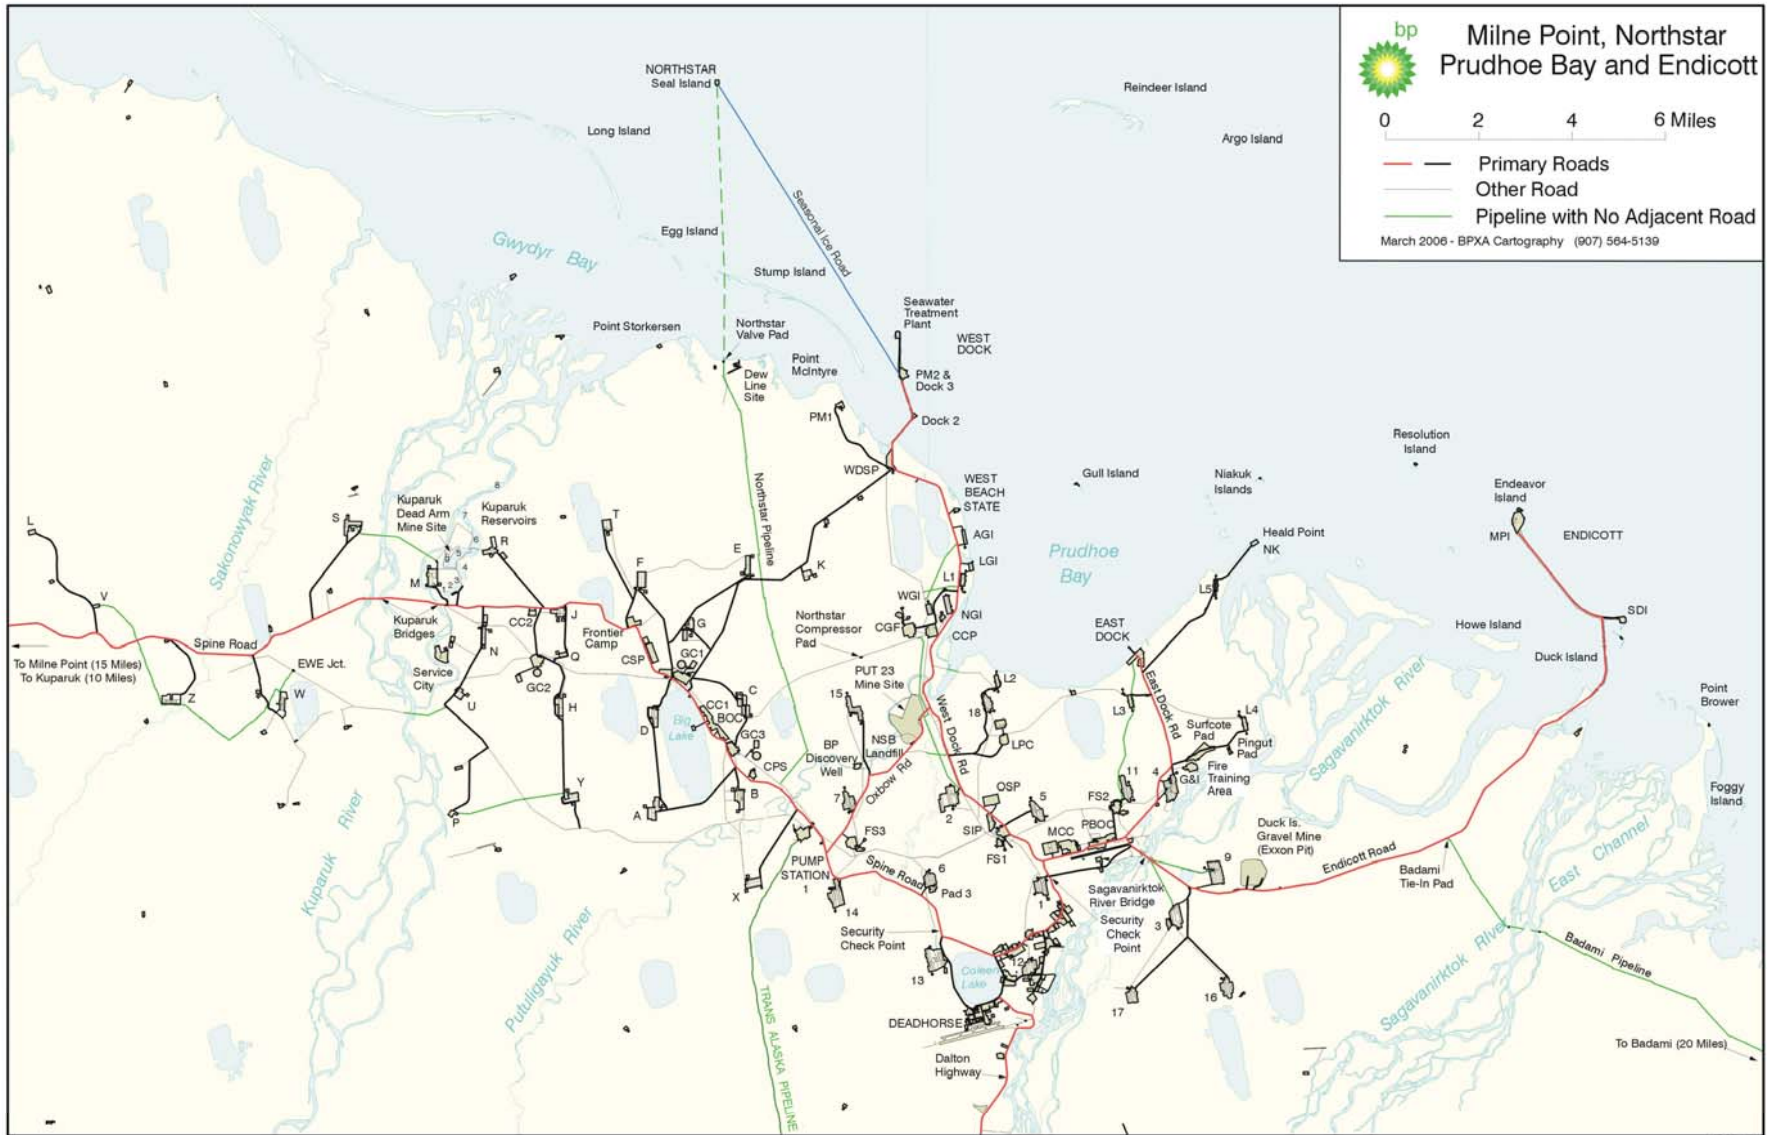 bp
Milne Point, Northstar
Prudhoe Bay and Endicott
0 2 4 6 Miles
Primary Roads
Other Road
Pipeline with No Adjacent Road
March 2006 - BPXA Cartography (907) 564-5139
NORTHSTAR
Seal Island
Long Island
Reindeer Island
Argo Island
Seasonal Ice Road
Egg Island
Gwydyr Bay
Stump Island
Point Storkersen
Northstar
Valve Pad
Seawater
Treatment
Plant
WEST
DOCK
Point
McIntyre
Dew
Line
Site
PM2 &
Dock 3
PM1
Dock 2
WDSP
Resolution
Island
Gull Island
Niakuk
Islands
WEST
BEACH
STATE
Endeavor
Island
MPI
ENDICOTT
Northstar Pipeline
Sakonowyak River
Kuparuk
Dead Arm
Mine Site
Kuparuk
Reservoirs
8
7
6
5
9
4
3
2
1
L
S
R
T
M
F
E
K
AGI
LGI
L1
Prudhoe
Bay
Heald Point
NK
L5
V
WGI
NGI
CGF
CCP
SDI
Howe Island
Duck Island
Spine Road
Kuparuk
Bridges
CC2
J
Frontier
Camp
G
Northstar
Compressor
Pad
EAST
DOCK
To Milne Point (15 Miles)
To Kuparuk (10 Miles)
EWE Jct.
N
Q
CSP
GC1
Service
City
GC2
PUT 23
Mine Site
L2
Z
W
U
H
C
CC1
BOC
Big
Lake
D
15
18
L3
East Dock Rd
L4
Surfcote
Pad
Pingut
Pad
Sagavanirktok River
Point
Brower
GC3
CPS
BP
Discovery
Well
NSB
Landfill
West Dock Rd
LPC
Oxbow Rd
G&I
Fire
Training
Area
Foggy
Island
Y
P
A
B
7
2
OSP
5
11
4
FS2
SIP
MCC
PBOC
Duck Is.
Gravel Mine
(Exxon Pit)
Kuparuk River
FS3
FS1
PUMP
STATION
1
Spine Road
6
Pad 3
9
Endicott Road
Badami
Tie-In Pad
East Channel
X
14
1
Sagavanirktok
River Bridge
Security
Check
Point
3
Security
Check Point
Putuligayuk River
13
12
Coleen
Lake
16
17
Sagavanirktok River
Badami Pipeline
TRANS ALASKA PIPELINE
DEADHORSE
Dalton
Highway
To Badami (20 Miles)